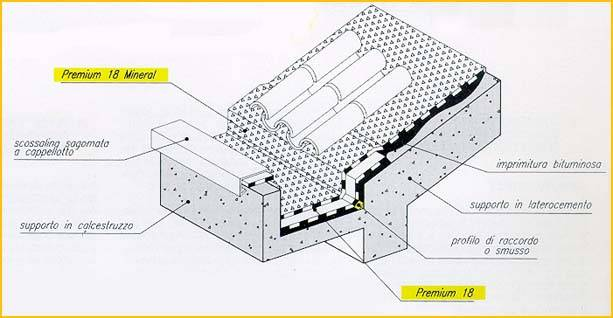 Premium 18 Mineral
scossaling sagomata
a cappellotto
imprimitura bituminosa
supporto in laterocemento
supporto in calcestruzzo
profilo di raccordo
o smusso
Premium 18